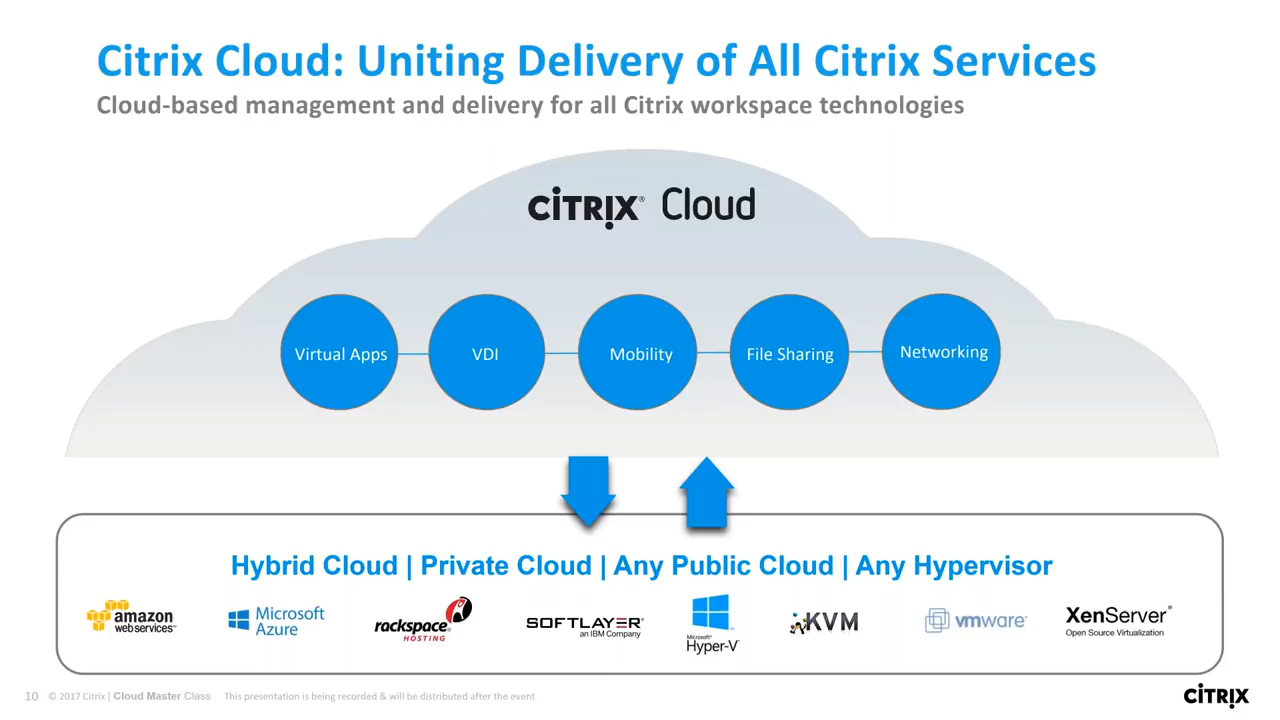 Citrix Cloud: Uniting Delivery of All Citrix Services
Cloud-based management and delivery for all Citrix workspace technologies
CITRIX® Cloud
Virtual Apps
VDI
Mobility
File Sharing
Networking
Hybrid Cloud | Private Cloud | Any Public Cloud | Any Hypervisor
amazon
web services™
Microsoft
Azure
rackspace®
HOSTING
SOFTLAYER®
an IBM Company
Microsoft®
Hyper-V™
KVM
vmware®
XenServer®
Open Source Virtualization
10 © 2017 Citrix | Cloud Master Class This presentation is being recorded & will be distributed after the event
CITRIX